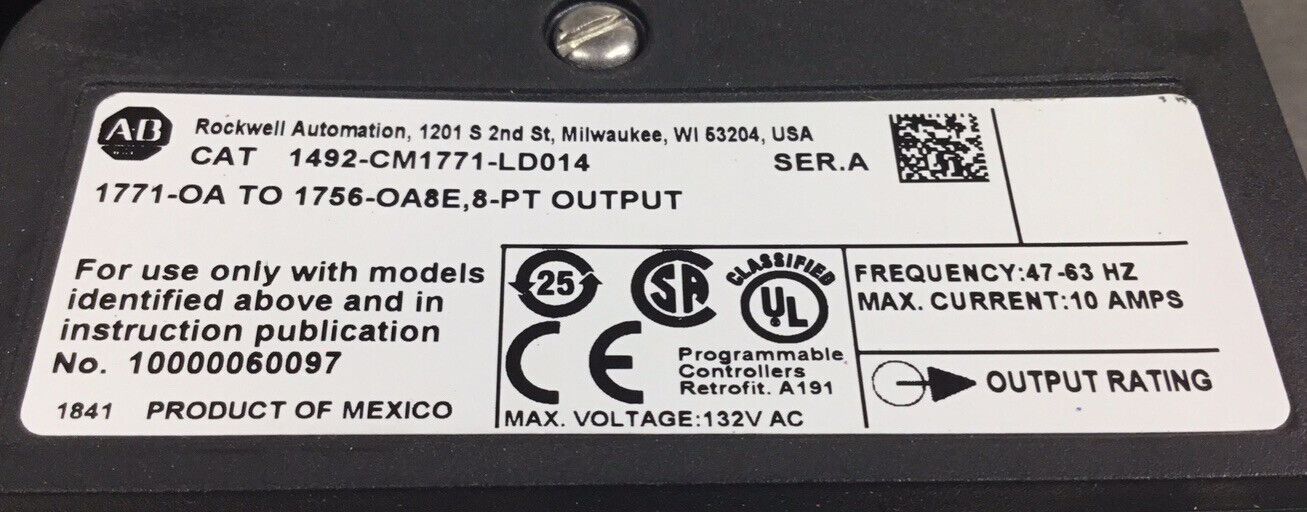 A-B
Rockwell Automation, 1201 S 2nd St, Milwaukee, WI 53204, USA
CAT 1492-CM1771-LD014 SER.A
1771-OA TO 1756-OA8E,8-PT OUTPUT
For use only with models
identified above and in
instruction publication
No. 10000060097
1841 PRODUCT OF MEXICO
25
SA
CLASSIFIED
UL
CE
Programmable
Controllers
Retrofit. A191
MAX. VOLTAGE:132V AC
FREQUENCY:47-63 HZ
MAX. CURRENT:10 AMPS
OUTPUT RATING